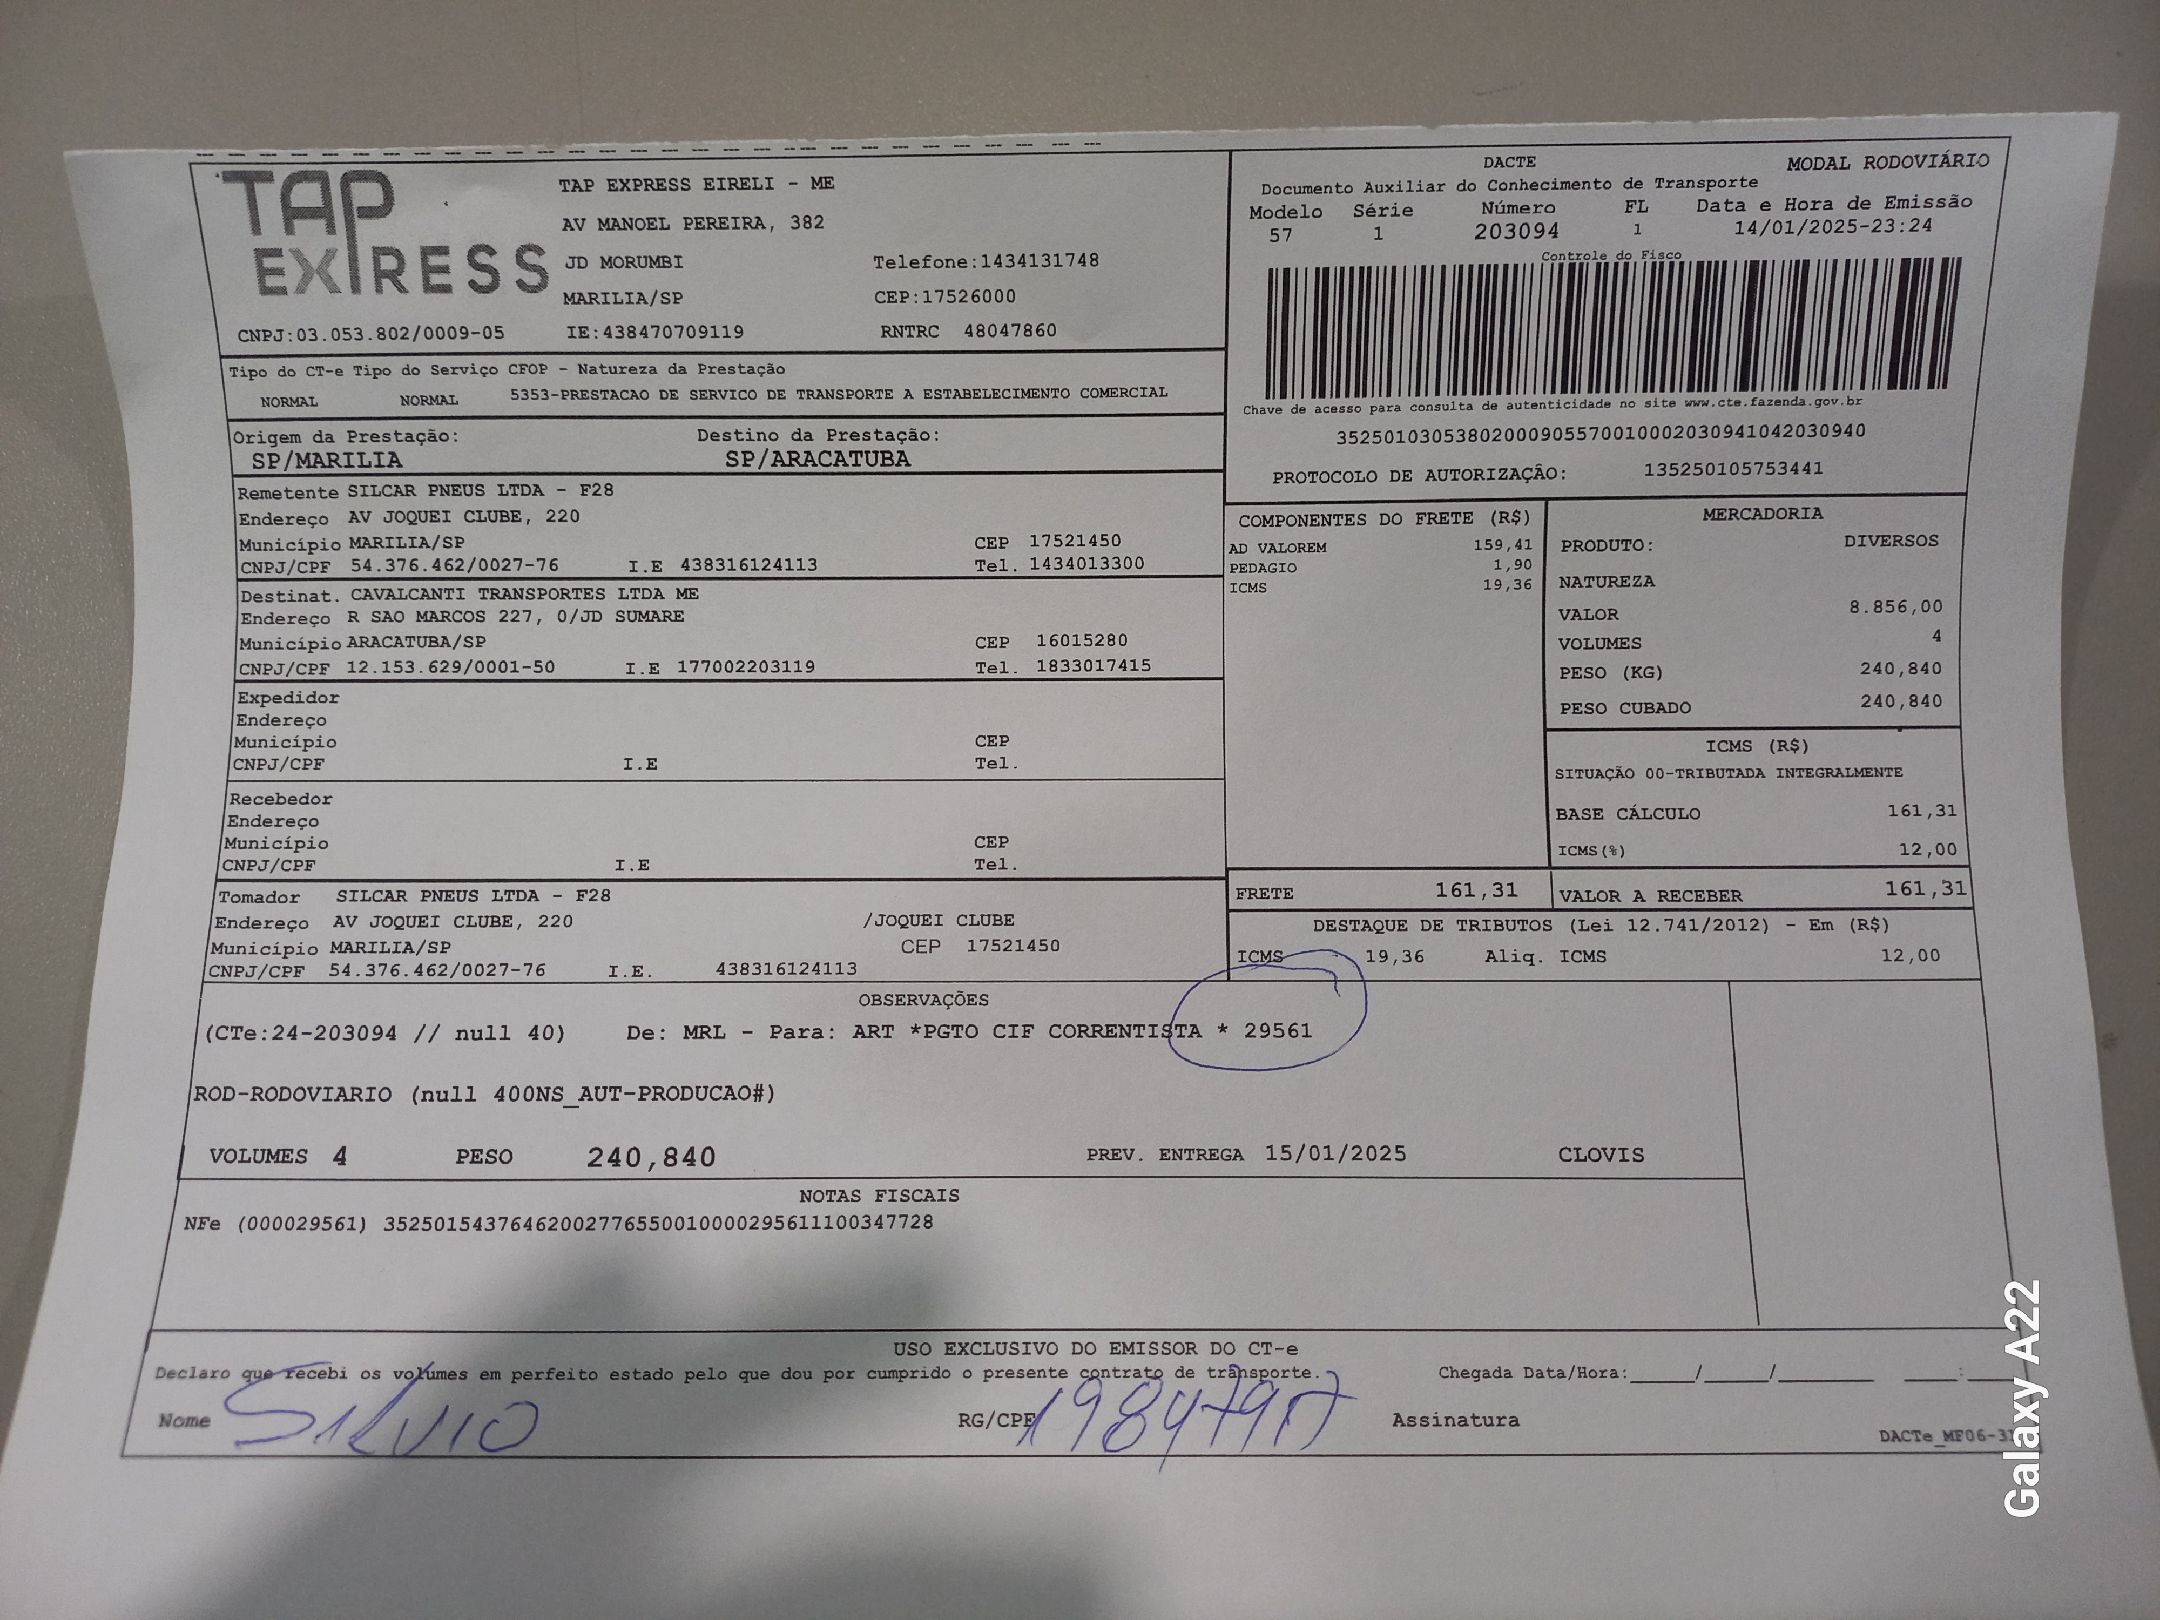 TAP EXPRESS
TAP EXPRESS EIRELI - ME
AV MANOEL PEREIRA, 382
JD MORUMBI Telefone:1434131748
MARILIA/SP CEP:17526000
CNPJ:03.053.802/0009-05 IE:438470709119 RNTRC 48047860
DACTE MODAL RODOVIÁRIO
Documento Auxiliar do Conhecimento de Transporte
Modelo Série Número FL Data e Hora de Emissão
57 1 203094 1 14/01/2025-23:24
Controle do Fisco
Chave de acesso para consulta de autenticidade no site www.cte.fazenda.gov.br
35250103053802000905570010002030941042030940
PROTOCOLO DE AUTORIZAÇÃO: 135250105753441
Tipo do CT-e Tipo do Serviço CFOP - Natureza da Prestação
NORMAL NORMAL 5353-PRESTACAO DE SERVICO DE TRANSPORTE A ESTABELECIMENTO COMERCIAL
Origem da Prestação: Destino da Prestação:
SP/MARILIA SP/ARACATUBA
Remetente SILCAR PNEUS LTDA - F28
Endereço AV JOQUEI CLUBE, 220
Município MARILIA/SP CEP 17521450
CNPJ/CPF 54.376.462/0027-76 I.E 438316124113 Tel. 1434013300
Destinat. CAVALCANTI TRANSPORTES LTDA ME
Endereço R SAO MARCOS 227, 0/JD SUMARE
Município ARACATUBA/SP CEP 16015280
CNPJ/CPF 12.153.629/0001-50 I.E 177002203119 Tel. 1833017415
Expedidor
Endereço
Município CEP
CNPJ/CPF I.E Tel.
Recebedor
Endereço
Município CEP
CNPJ/CPF I.E Tel.
Tomador SILCAR PNEUS LTDA - F28
Endereço AV JOQUEI CLUBE, 220 /JOQUEI CLUBE
Município MARILIA/SP CEP 17521450
CNPJ/CPF 54.376.462/0027-76 I.E. 438316124113
COMPONENTES DO FRETE (R$)
AD VALOREM 159,41
PEDAGIO 1,90
ICMS 19,36
MERCADORIA
PRODUTO: DIVERSOS
NATUREZA
VALOR 8.856,00
VOLUMES 4
PESO (KG) 240,840
PESO CUBADO 240,840
ICMS (R$)
SITUAÇÃO 00-TRIBUTADA INTEGRALMENTE
BASE CÁLCULO 161,31
ICMS(%) 12,00
FRETE 161,31 VALOR A RECEBER 161,31
DESTAQUE DE TRIBUTOS (Lei 12.741/2012) - Em (R$)
ICMS 19,36 Aliq. ICMS 12,00
OBSERVAÇÕES
(CTe:24-203094 // null 40) De: MRL - Para: ART *PGTO CIF CORRENTISTA * 29561
ROD-RODOVIARIO (null 400NS_AUT-PRODUCAO#)
VOLUMES 4 PESO 240,840 PREV. ENTREGA 15/01/2025 CLOVIS
NOTAS FISCAIS
NFe (000029561) 35250154376462002776550010000295611100347728
USO EXCLUSIVO DO EMISSOR DO CT-e
Declaro que recebi os volumes em perfeito estado pelo que dou por cumprido o presente contrato de transporte. Chegada Data/Hora:_____/_____/_______ ____:____
Nome SILVIO RG/CPF Assinatura
Galaxy A22